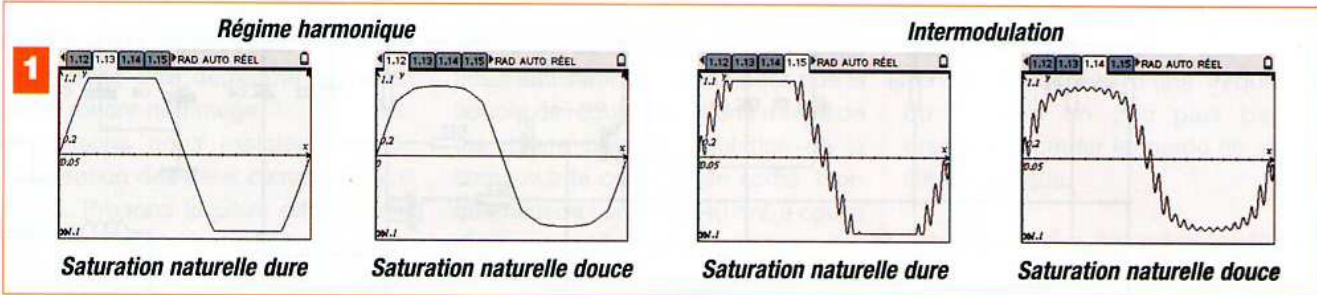 Régime harmonique
Intermodulation
1
1.12 1.13 1.14 1.15 RAD AUTO RÉEL
1.12 1.13 1.14 1.15 RAD AUTO RÉEL
1.12 1.13 1.14 1.15 RAD AUTO RÉEL
1.12 1.13 1.14 1.15 RAD AUTO RÉEL
1.1 y
1.1 y
1.1 y
1.1 y
0.2
0.2
0.2
0.2
x
x
x
x
0.05
0
0.05
0.05
Saturation naturelle dure
Saturation naturelle douce
Saturation naturelle dure
Saturation naturelle douce